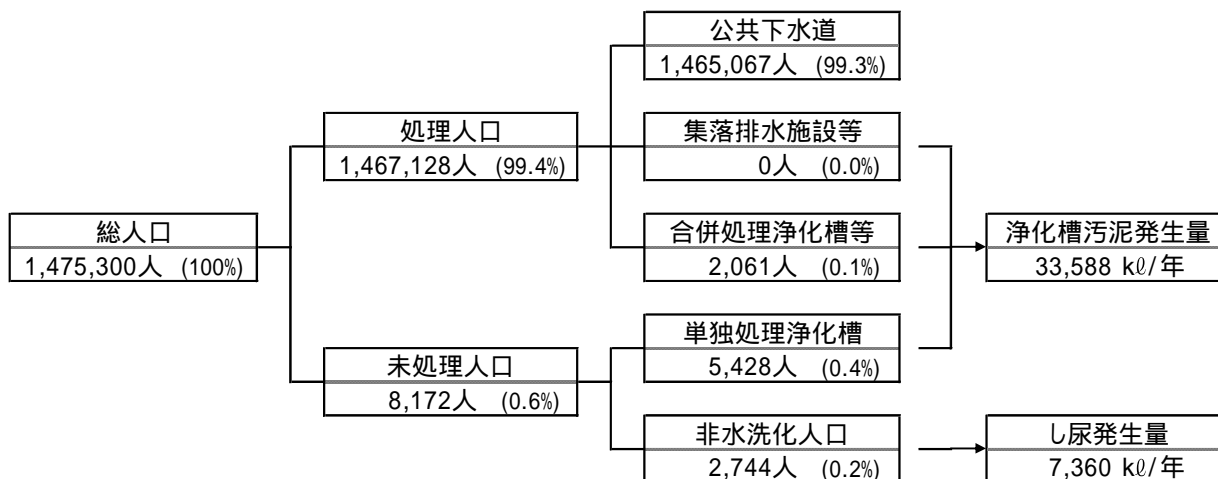 公共下水道
1,465,067人 (99.3%)
処理人口
1,467,128人 (99.4%)
集落排水施設等
0人 (0.0%)
総人口
1,475,300人 (100%)
合併処理浄化槽等
2,061人 (0.1%)
浄化槽汚泥発生量
33,588 kℓ/年
未処理人口
8,172人 (0.6%)
単独処理浄化槽
5,428人 (0.4%)
非水洗化人口
2,744人 (0.2%)
し尿発生量
7,360 kℓ/年